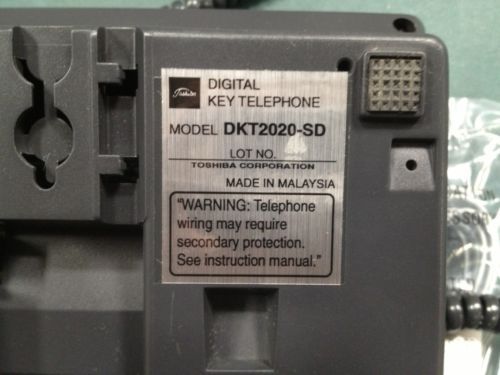 Toshiba
DIGITAL
KEY TELEPHONE
MODEL DKT2020-SD
LOT NO.
TOSHIBA CORPORATION
MADE IN MALAYSIA
"WARNING: Telephone
wiring may require
secondary protection.
See instruction manual."